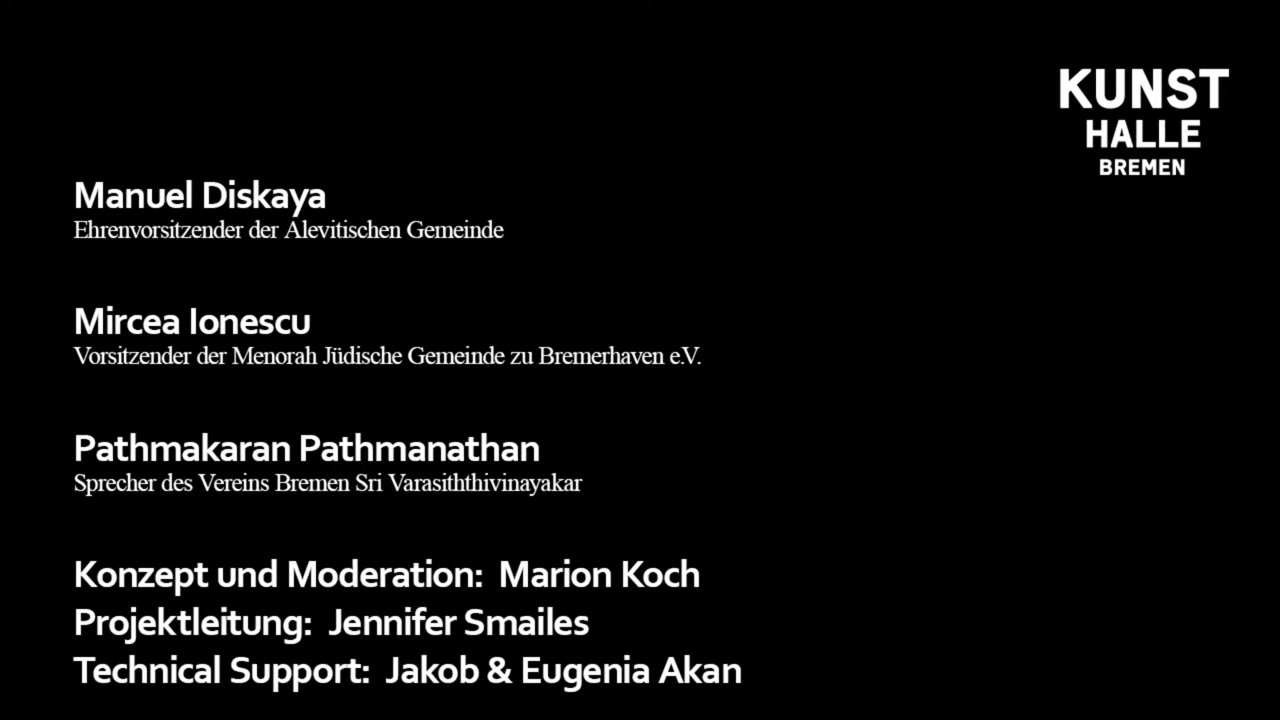 KUNST
HALLE
BREMEN
Manuel Diskaya
Ehrenvorsitzender der Alevitischen Gemeinde
Mircea Ionescu
Vorsitzender der Menorah Jüdische Gemeinde zu Bremerhaven e.V.
Pathmakaran Pathmanathan
Sprecher des Vereins Bremen Sri Varasiththivinayakar
Konzept und Moderation: Marion Koch
Projektleitung: Jennifer Smailes
Technical Support: Jakob & Eugenia Akan